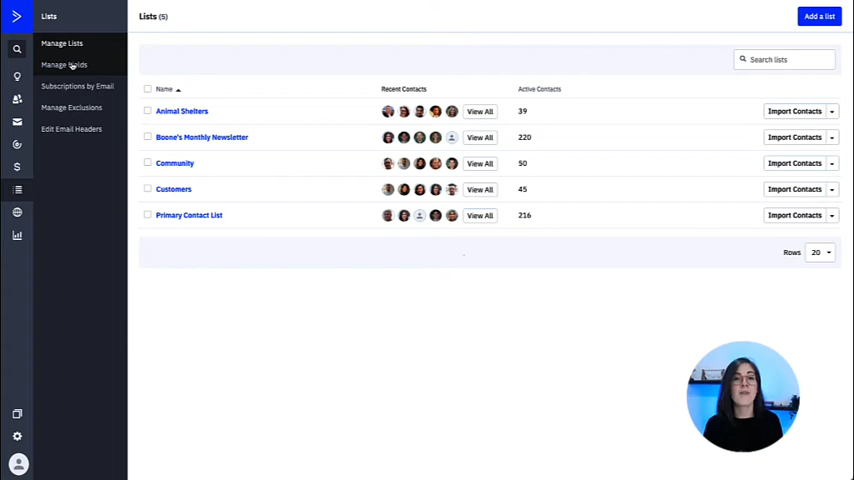 Lists
Lists (5)
Add a list
Manage Lists
Manage Fields
Subscriptions by Email
Manage Exclusions
Edit Email Headers
Search lists
Name
Recent Contacts
Active Contacts
Animal Shelters
View All
39
Import Contacts
Boone's Monthly Newsletter
View All
220
Import Contacts
Community
View All
50
Import Contacts
Customers
View All
45
Import Contacts
Primary Contact List
View All
216
Import Contacts
Rows
20